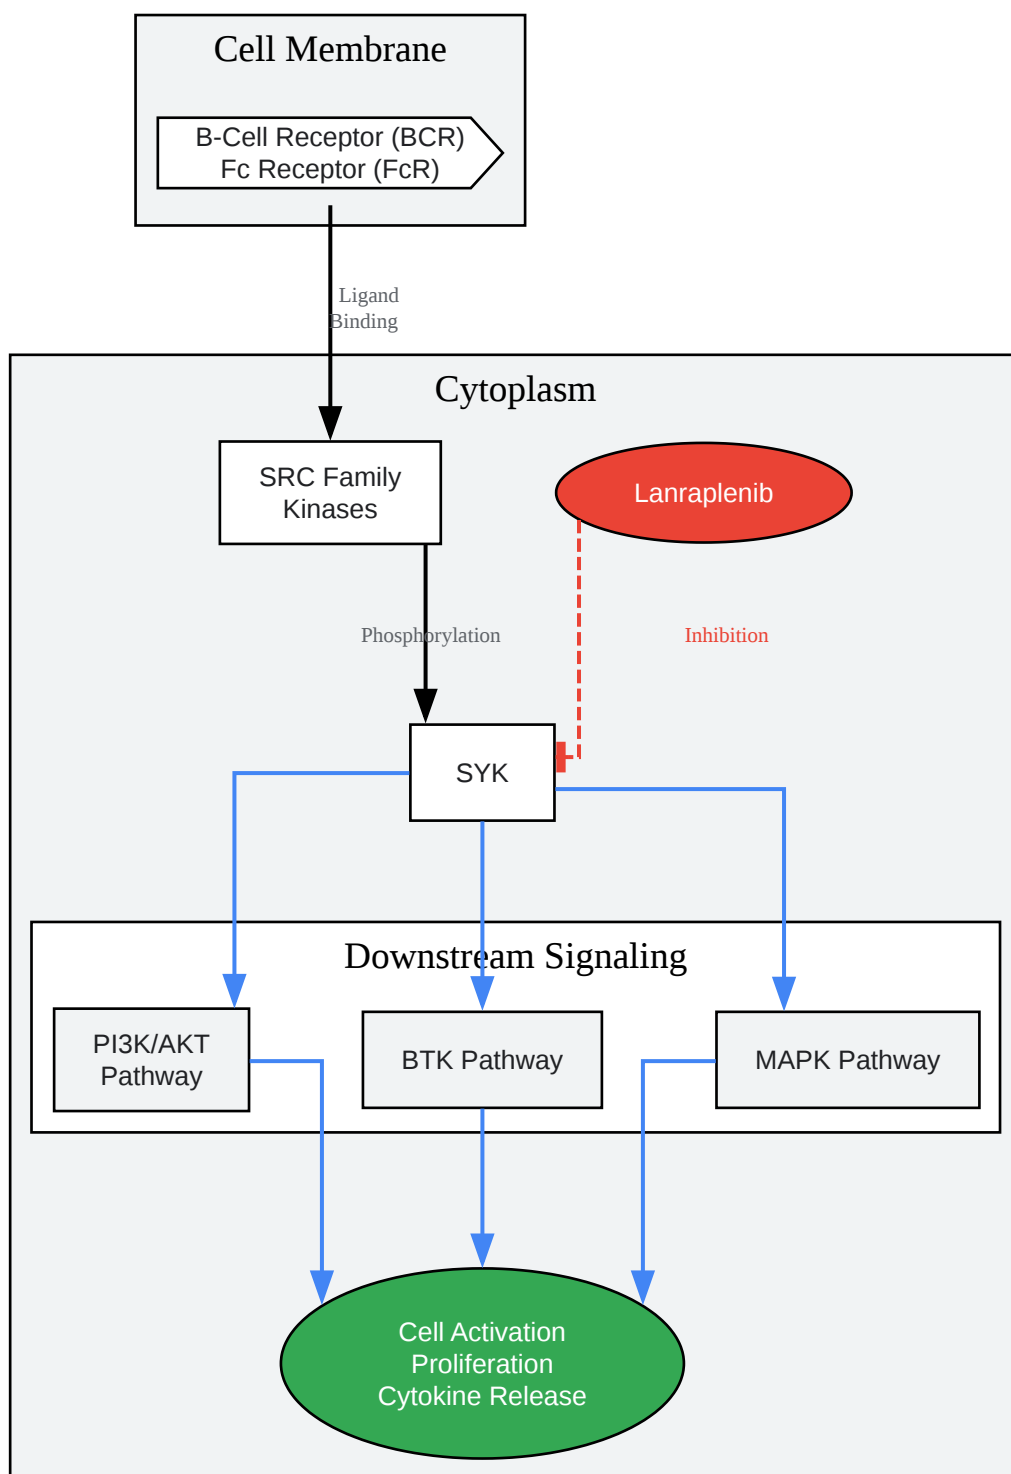 Cell Membrane
B-Cell Receptor (BCR)
Fc Receptor (FcR)
Ligand
Binding
Cytoplasm
SRC Family
Kinases
Lanraplenib
Phosphorylation
Inhibition
SYK
Downstream Signaling
PI3K/AKT
Pathway
BTK Pathway
MAPK Pathway
Cell Activation
Proliferation
Cytokine Release